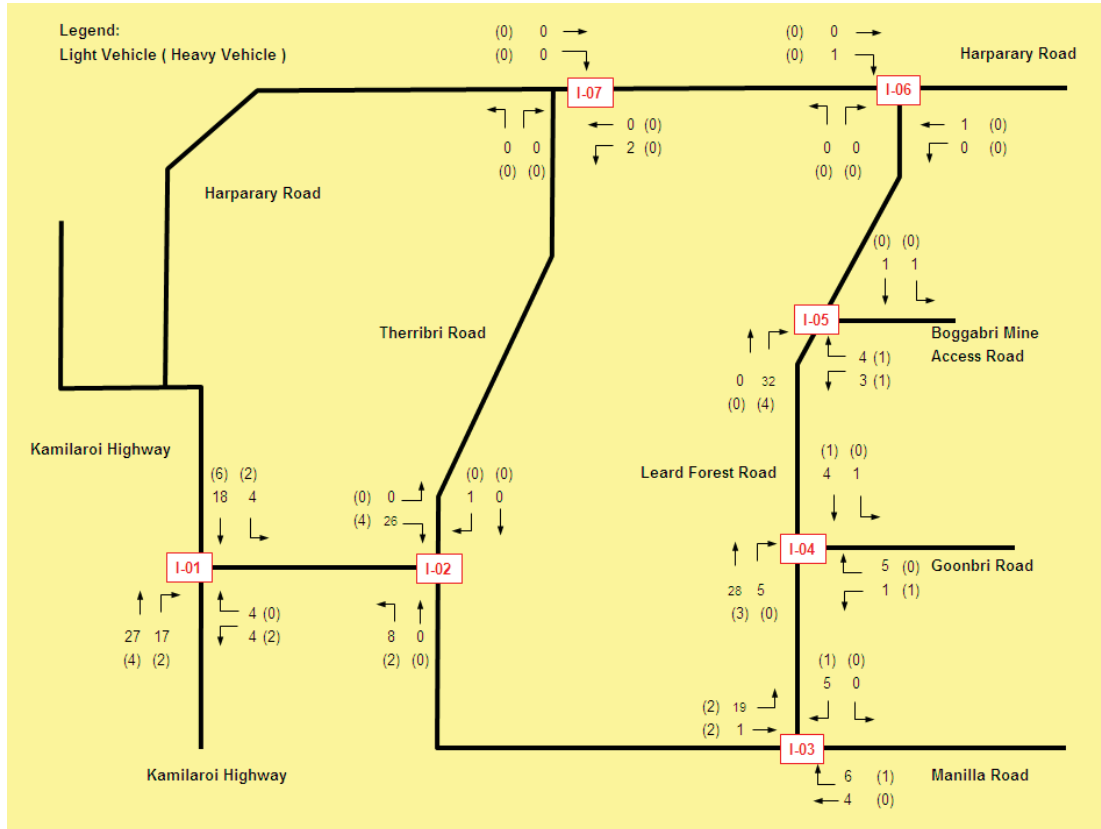 Legend:
Light Vehicle ( Heavy Vehicle )
(0) 0
(0) 0
(0) 0
(0) 1
Harparary Road
I-07
I-06
0 (0)
2 (0)
1 (0)
0 (0)
0 0
(0) (0)
0 0
(0) (0)
Harparary Road
(0) (0)
1 1
Therribri Road
I-05
Boggabri Mine
Access Road
4 (1)
3 (1)
0 32
(0) (4)
Kamilaroi Highway
(6) (2)
18 4
(0) 0
(4) 26
(0) (0)
1 0
Leard Forest Road
(1) (0)
4 1
I-01
I-02
I-04
Goonbri Road
5 (0)
1 (1)
28 5
(3) (0)
4 (0)
4 (2)
27 17
(4) (2)
8 0
(2) (0)
(1) (0)
5 0
(2) 19
(2) 1
I-03
Kamilaroi Highway
Manilla Road
6 (1)
4 (0)